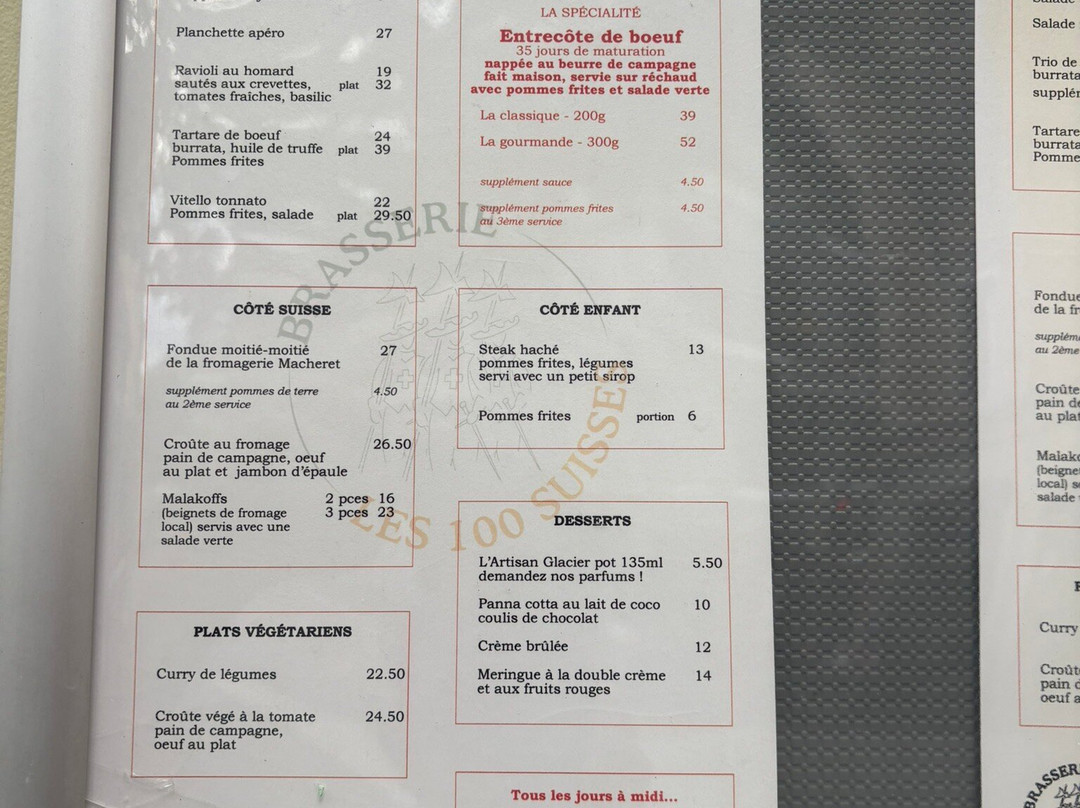 Planchette apéro 27
Ravioli au homard 19
sautés aux crevettes, plat 32
tomates fraîches, basilic
Tartare de boeuf 24
burrata, huile de truffe plat 39
Pommes frites
Vitello tonnato 22
Pommes frites, salade plat 29.50
LA SPÉCIALITÉ
Entrecôte de boeuf
35 jours de maturation
nappée au beurre de campagne
fait maison, servie sur réchaud
avec pommes frites et salade verte
La classique - 200g 39
La gourmande - 300g 52
supplément sauce 4.50
supplément pommes frites 4.50
au 3ème service
BRASSERIE
LES 100 SUISSES
CÔTÉ SUISSE
Fondue moitié-moitié 27
de la fromagerie Macheret
supplément pommes de terre 4.50
au 2ème service
Croûte au fromage 26.50
pain de campagne, oeuf
au plat et jambon d'épaule
Malakoffs 2 pces 16
(beignets de fromage 3 pces 23
local) servis avec une
salade verte
CÔTÉ ENFANT
Steak haché 13
pommes frites, légumes
servi avec un petit sirop
Pommes frites portion 6
PLATS VÉGÉTARIENS
Curry de légumes 22.50
Croûte végé à la tomate 24.50
pain de campagne,
oeuf au plat
DESSERTS
L'Artisan Glacier pot 135ml 5.50
demandez nos parfums !
Panna cotta au lait de coco 10
coulis de chocolat
Crème brûlée 12
Meringue à la double crème 14
et aux fruits rouges
Tous les jours à midi...
Salade
Trio de
burrata
Tartare
burrata
Pomme
Fondue
de la
au 2ème
Croûte
pain
au plat
local)
salade
Curry
pain
oeuf
BRASSERIE